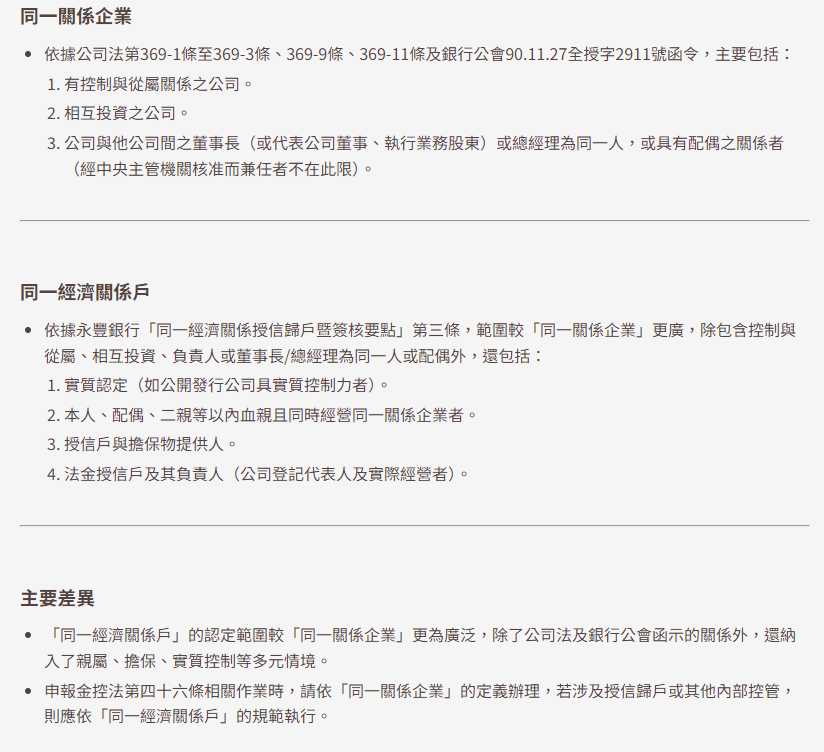 同一關係企業
依據公司法第369-1條至369-3條、369-9條、369-11條及銀行公會90.11.27全授字2911號函令，主要包括：
1. 有控制與從屬關係之公司。
2. 相互投資之公司。
3. 公司與他公司間之董事長（或代表公司董事、執行業務股東）或總經理為同一人，或具有配偶之關係者
（經中央主管機關核准而兼任者不在此限）。
同一經濟關係戶
依據永豐銀行「同一經濟關係授信歸戶暨簽核要點」第三條，範圍較「同一關係企業」更廣，除包含控制與
從屬、相互投資、負責人或董事長/總經理為同一人或配偶外，還包括：
1. 實質認定（如公開發行公司具實質控制力者）。
2. 本人、配偶、二親等以內血親且同時經營同一關係企業者。
3. 授信戶與擔保物提供人。
4. 法金授信戶及其負責人（公司登記代表人及實際經營者）。
主要差異
「同一經濟關係戶」的認定範圍較「同一關係企業」更為廣泛，除了公司法及銀行公會函示的關係外，還納
入了親屬、擔保、實質控制等多元情境。
申報金控法第四十六條相關作業時，請依「同一關係企業」的定義辦理，若涉及授信歸戶或其他內部控管，
則應依「同一經濟關係戶」的規範執行。